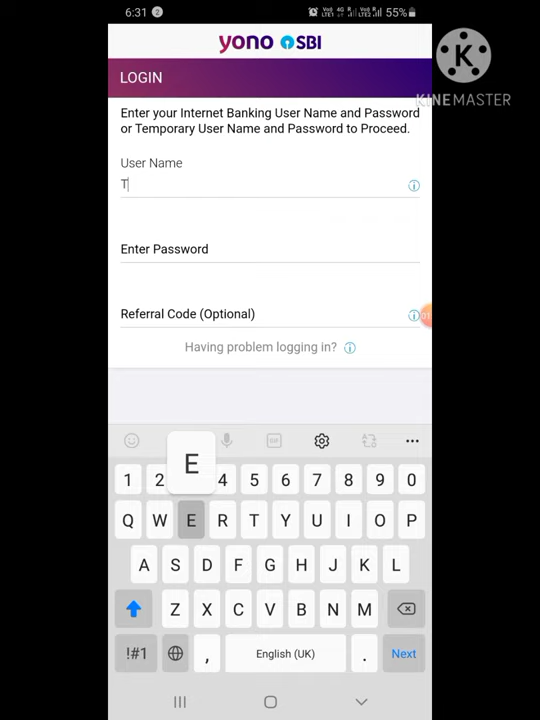 6:31 2 55%
yono SBI
LOGIN
K
KINEMASTER
Enter your Internet Banking User Name and Password
or Temporary User Name and Password to Proceed.
User Name
T
Enter Password
Referral Code (Optional)
Having problem logging in?
E
1 2 4 5 6 7 8 9 0
Q W E R T Y U I O P
A S D F G H J K L
Z X C V B N M
!#1 , English (UK) . Next